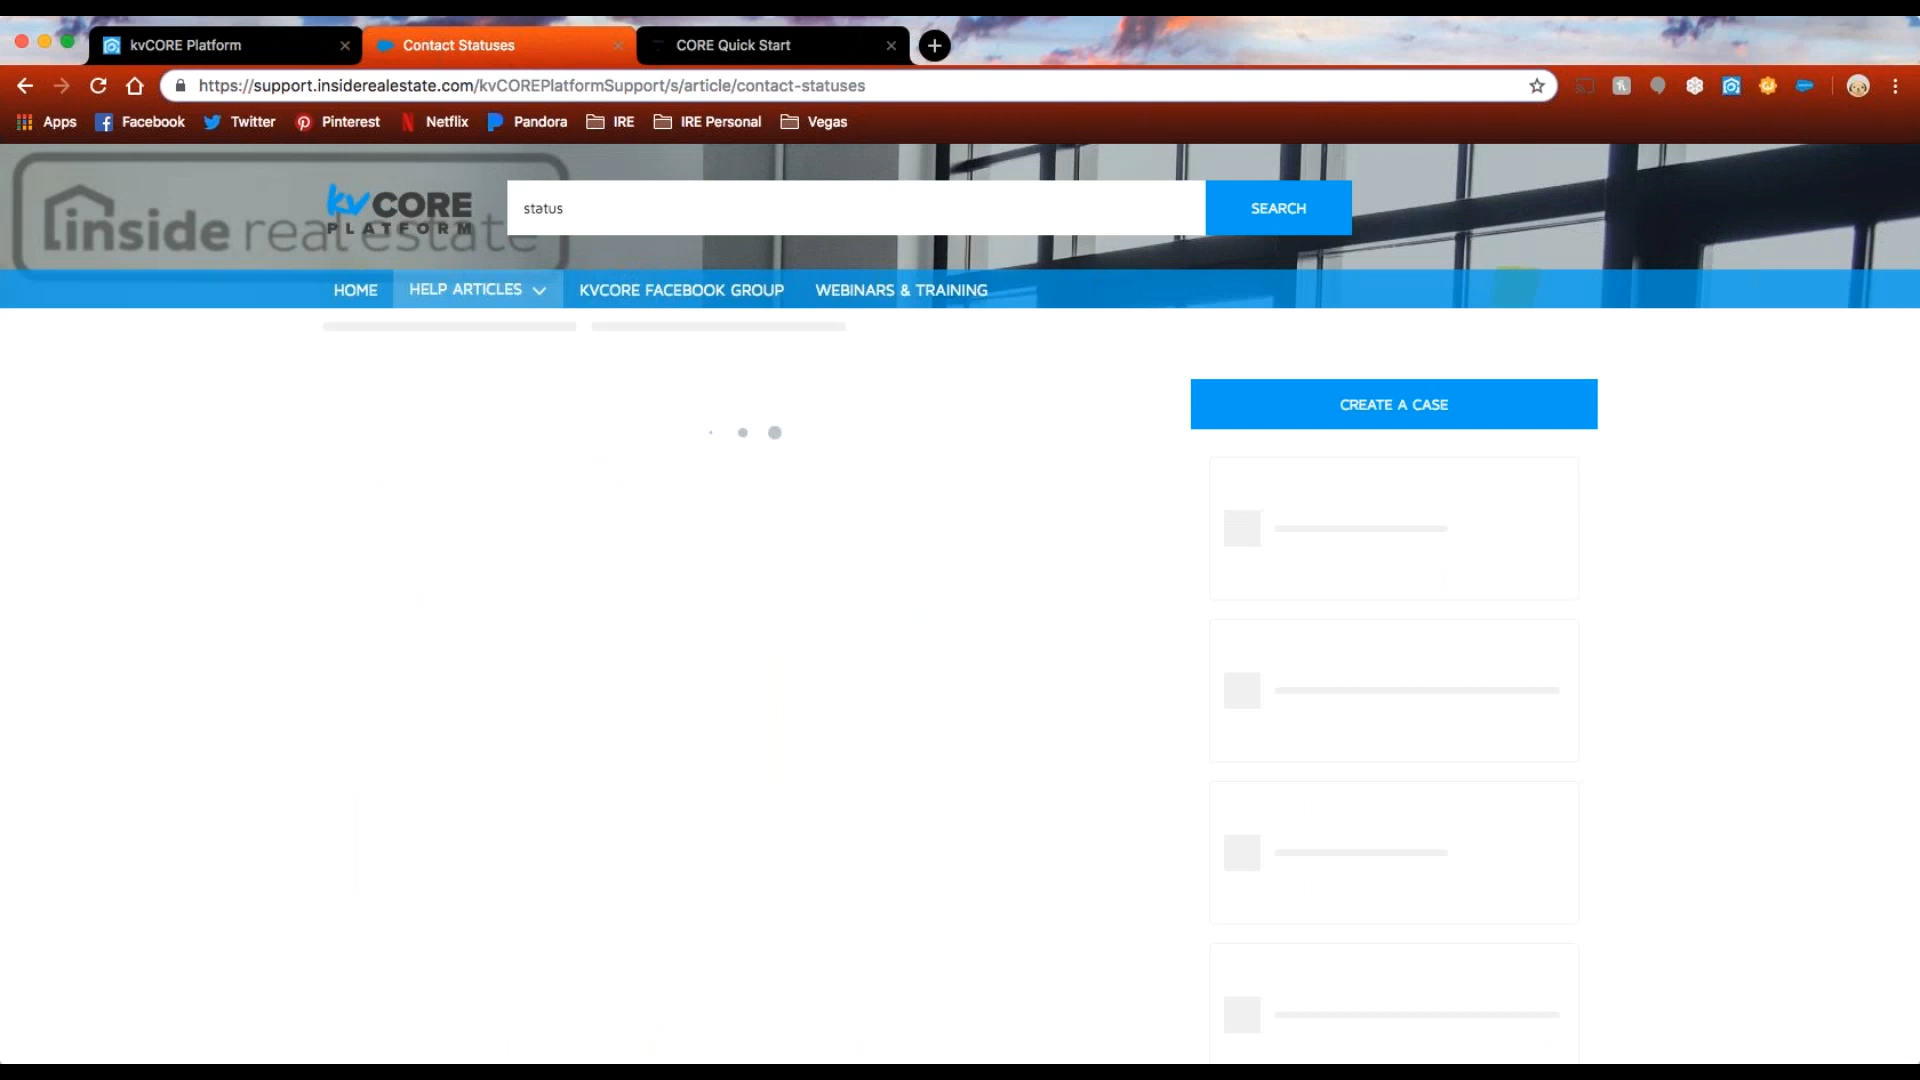 kvCORE Platform
Contact Statuses
CORE Quick Start
https://support.insiderealestate.com/kvCOREPlatformSupport/s/article/contact-statuses
Apps
Facebook
Twitter
Pinterest
Netflix
Pandora
IRE
IRE Personal
Vegas
inside real estate
kvCORE
PLATFORM
status
SEARCH
HOME
HELP ARTICLES
KVCORE FACEBOOK GROUP
WEBINARS & TRAINING
CREATE A CASE